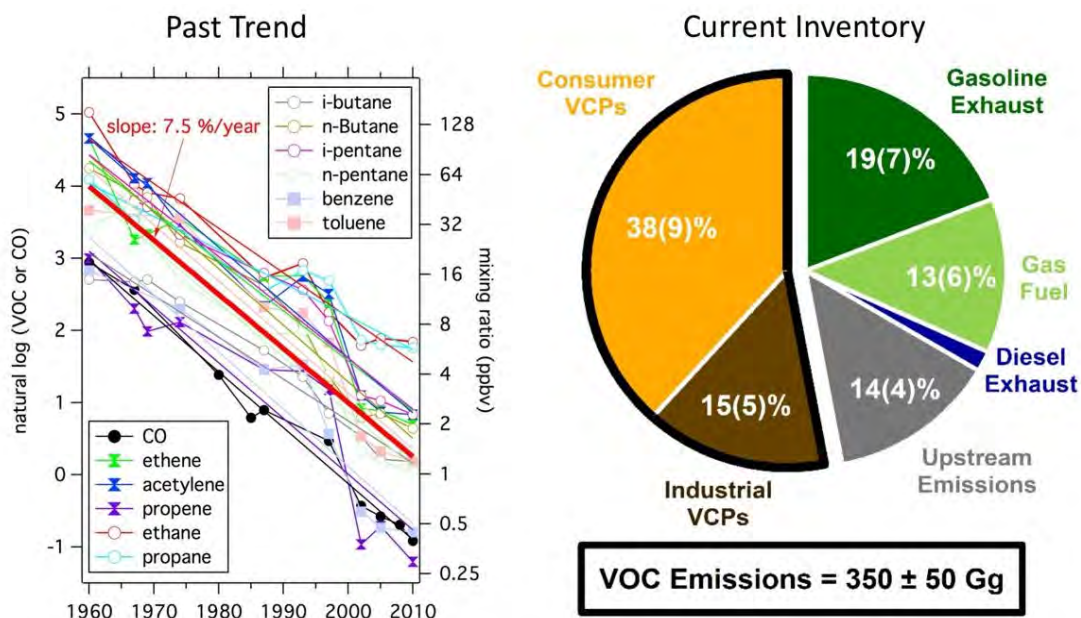 Past Trend
5
4
3
2
1
0
-1
natural log (VOC or CO)
slope: 7.5 %/year
i-butane
n-Butane
i-pentane
n-pentane
benzene
toluene
CO
ethene
acetylene
propene
ethane
propane
128
64
32
16
8
4
2
1
0.5
0.25
mixing ratio (ppbv)
1960
1970
1980
1990
2000
2010
Current Inventory
Consumer
VCPs
38(9)%
Gasoline
Exhaust
19(7)%
13(6)%
Gas
Fuel
Diesel
Exhaust
14(4)%
Upstream
Emissions
15(5)%
Industrial
VCPs
VOC Emissions = 350 ± 50 Gg